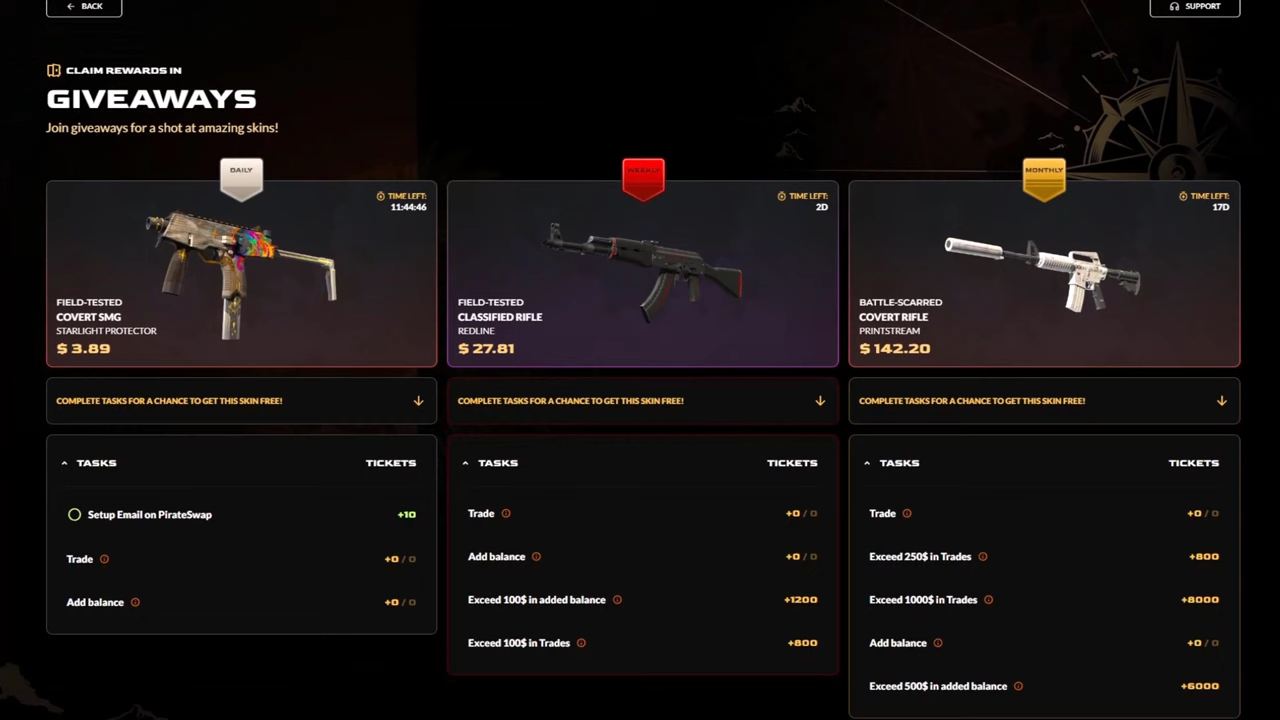 BACK
SUPPORT
CLAIM REWARDS IN
GIVEAWAYS
Join giveaways for a shot at amazing skins!
DAILY
TIME LEFT:
11:44:46
FIELD-TESTED
COVERT SMG
STARLIGHT PROTECTOR
$ 3.89
WEEKLY
TIME LEFT:
2D
FIELD-TESTED
CLASSIFIED RIFLE
REDLINE
$ 27.81
MONTHLY
TIME LEFT:
17D
BATTLE-SCARRED
COVERT RIFLE
PRINTSTREAM
$ 142.20
COMPLETE TASKS FOR A CHANCE TO GET THIS SKIN FREE!
COMPLETE TASKS FOR A CHANCE TO GET THIS SKIN FREE!
COMPLETE TASKS FOR A CHANCE TO GET THIS SKIN FREE!
TASKS TICKETS
Setup Email on PirateSwap +10
Trade +0 / 0
Add balance +0 / 0
TASKS TICKETS
Trade +0 / 0
Add balance +0 / 0
Exceed 100$ in added balance +1200
Exceed 100$ in Trades +800
TASKS TICKETS
Trade +0 / 0
Exceed 250$ in Trades +800
Exceed 1000$ in Trades +8000
Add balance +0 / 0
Exceed 500$ in added balance +6000